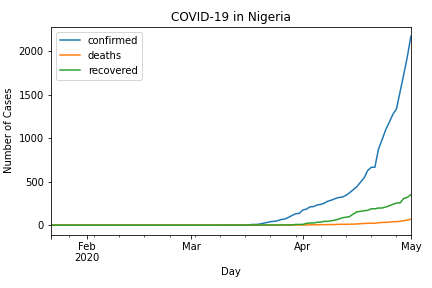 COVID-19 in Nigeria
confirmed
deaths
recovered
2000
1500
1000
500
0
Number of Cases
Feb
2020
Mar
Apr
May
Day